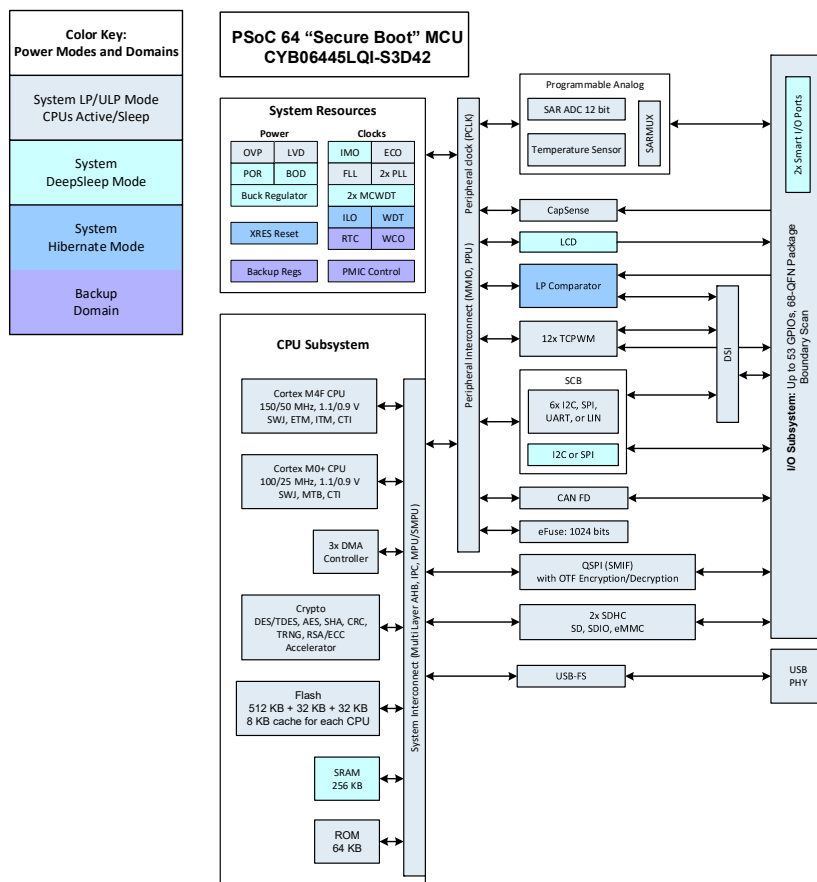 Color Key:
Power Modes and Domains
System LP/ULP Mode
CPUs Active/Sleep
System
DeepSleep Mode
System
Hibernate Mode
Backup
Domain
PSoC 64 “Secure Boot” MCU
CYB06445LQI-S3D42
System Resources
Power
Clocks
OVP
LVD
IMO
ECO
POR
BOD
FLL
2x PLL
Buck Regulator
2x MCWDT
XRES Reset
ILO
WDT
RTC
WCO
Backup Regs
PMIC Control
CPU Subsystem
Cortex M4F CPU
150/50 MHz, 1.1/0.9 V
SWJ, ETM, ITM, CTI
Cortex M0+ CPU
100/25 MHz, 1.1/0.9 V
SWJ, MTB, CTI
3x DMA
Controller
Crypto
DES/TDES, AES, SHA, CRC,
TRNG, RSA/ECC
Accelerator
Flash
512 KB + 32 KB + 32 KB
8 KB cache for each CPU
SRAM
256 KB
ROM
64 KB
System Interconnect (Multi Layer AHB, IPC, MPU/SMPU)
Peripheral Interconnect (MMIO, PPU)
Peripheral clock (PCLK)
Programmable Analog
SAR ADC 12 bit
Temperature Sensor
SARMUX
CapSense
LCD
LP Comparator
12x TCPWM
DSI
SCB
6x I2C, SPI,
UART, or LIN
I2C or SPI
CAN FD
eFuse: 1024 bits
QSPI (SMIF)
with OTF Encryption/Decryption
2x SDHC
SD, SDIO, eMMC
USB-FS
2x Smart I/O Ports
I/O Subsystem: Up to 53 GPIOs, 68-QFN Package
Boundary Scan
USB
PHY